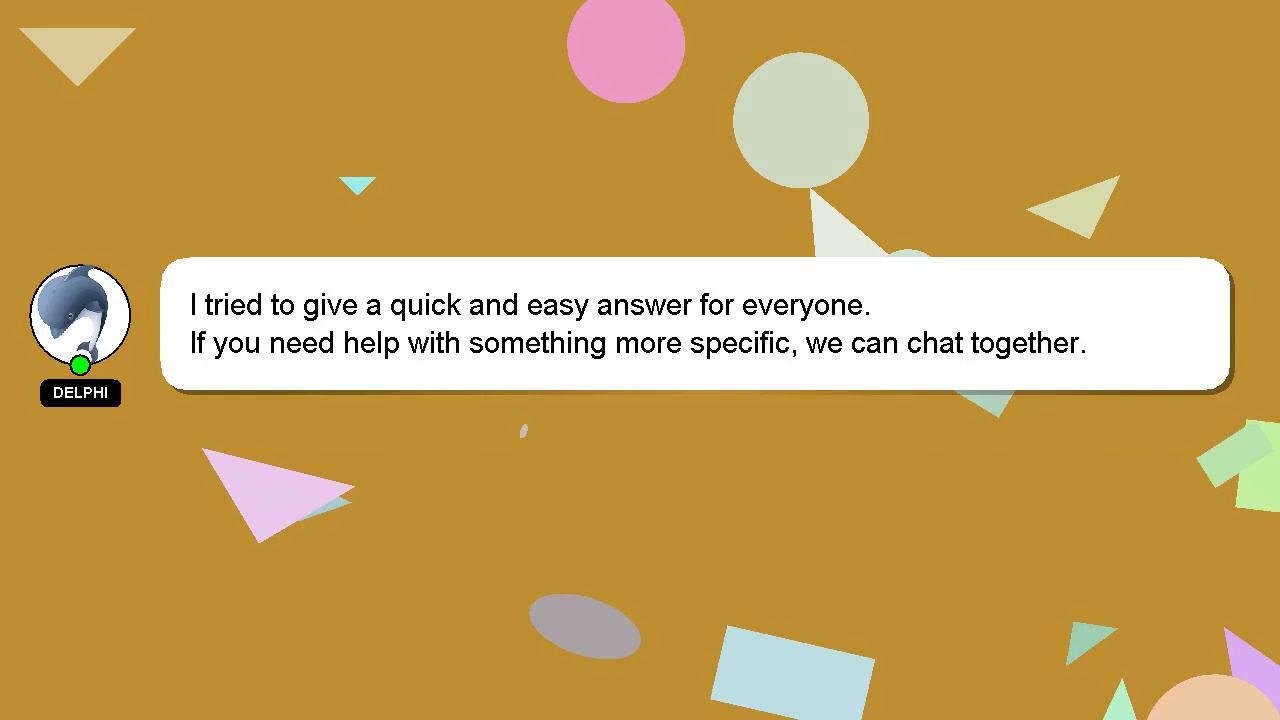 I tried to give a quick and easy answer for everyone.
If you need help with something more specific, we can chat together.
DELPHI